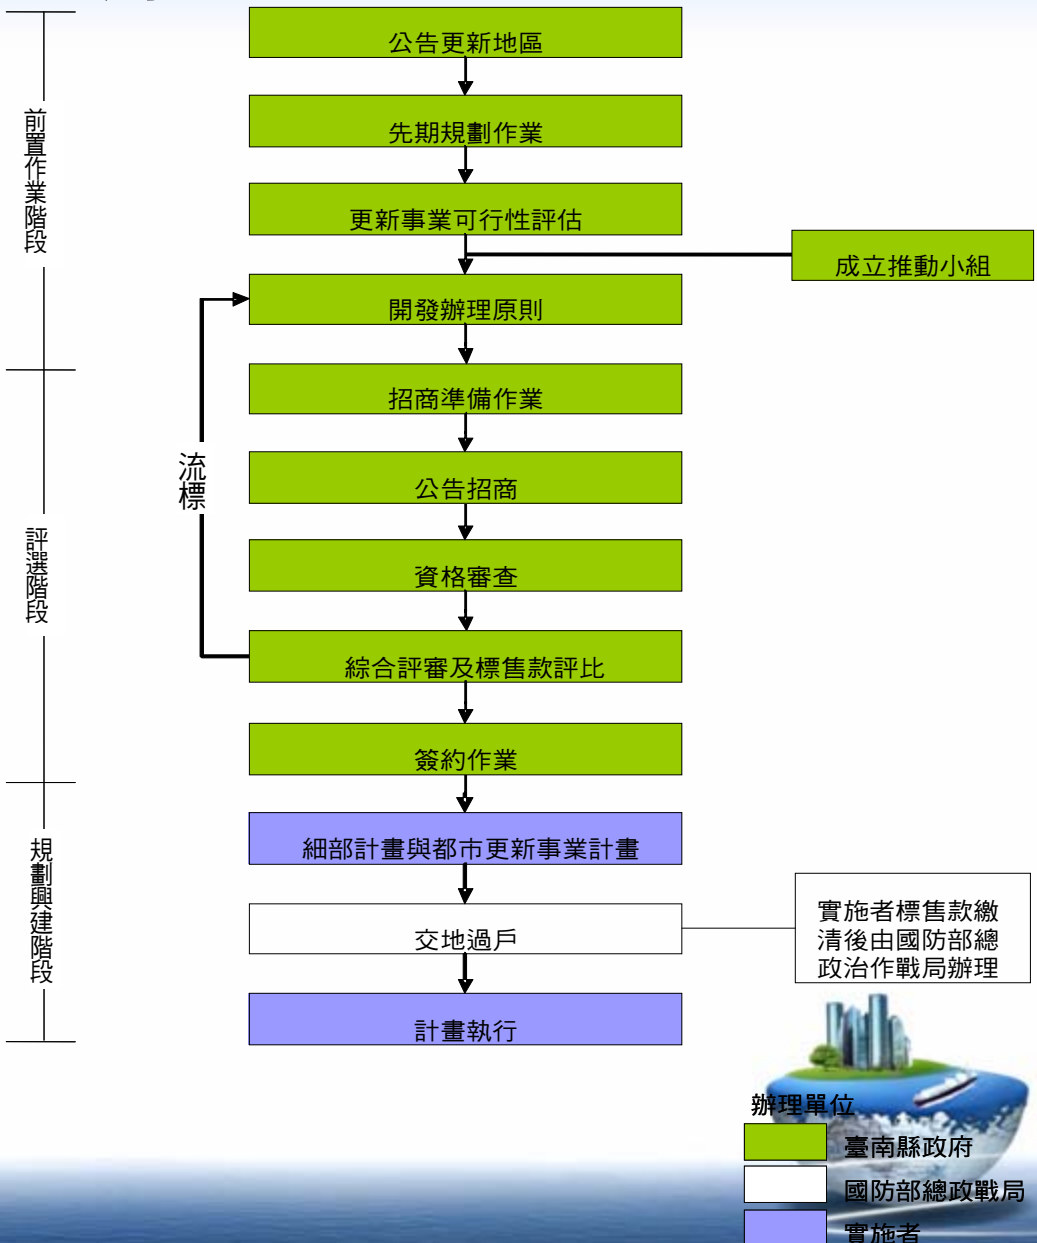 前置作業階段
公告更新地區
先期規劃作業
更新事業可行性評估
成立推動小組
開發辦理原則
評選階段
招商準備作業
流標
公告招商
資格審查
綜合評審及標售款評比
簽約作業
規劃興建階段
細部計畫與都市更新事業計畫
交地過戶
實施者標售款繳
清後由國防部總
政治作戰局辦理
計畫執行
辦理單位
臺南縣政府
國防部總政戰局
實施者